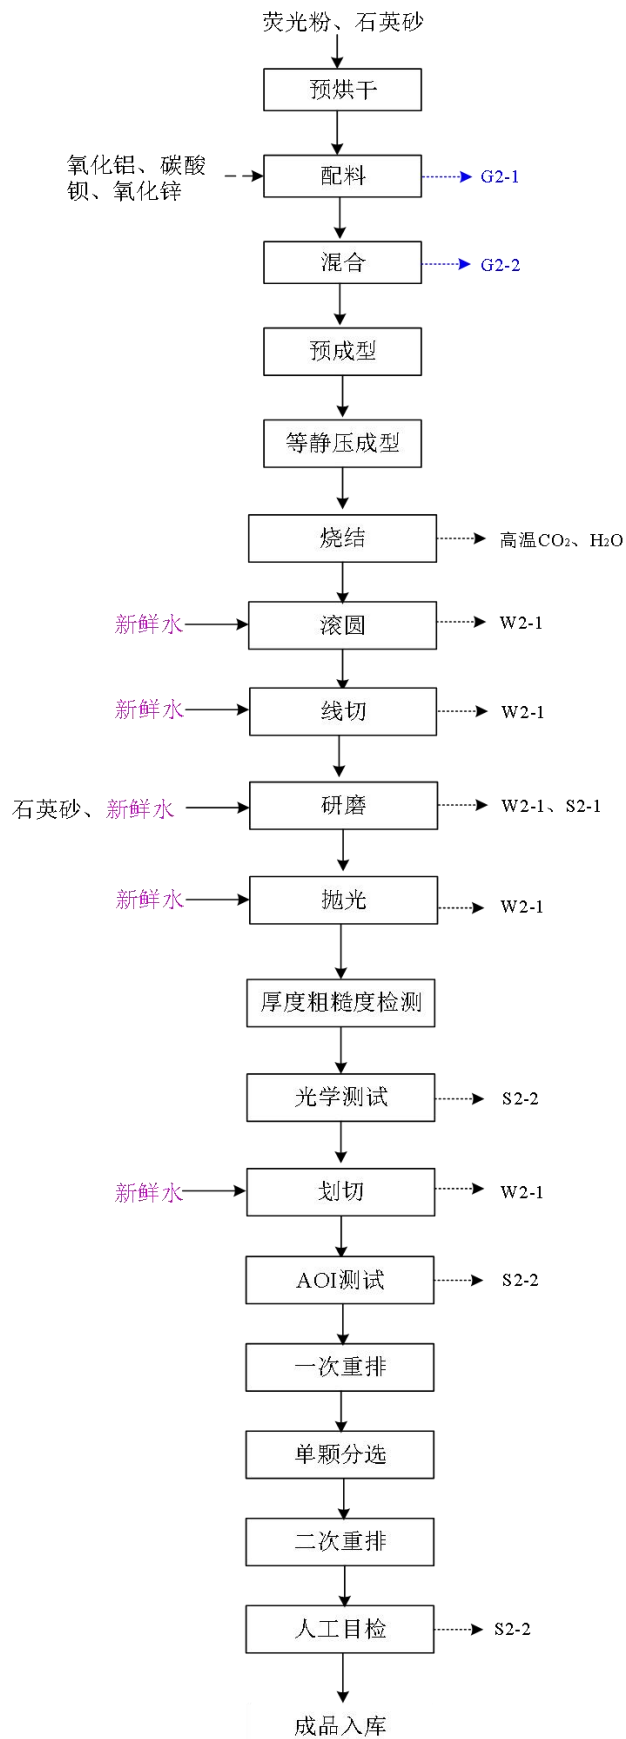 荧光粉、石英砂
预烘干
氧化铝、碳酸
钡、氧化锌
配料
G2-1
混合
G2-2
预成型
等静压成型
烧结
高温CO₂、H₂O
新鲜水
滚圆
W2-1
新鲜水
线切
W2-1
石英砂、新鲜水
研磨
W2-1、S2-1
新鲜水
抛光
W2-1
厚度粗糙度检测
光学测试
S2-2
新鲜水
划切
W2-1
AOI测试
S2-2
一次重排
单颗分选
二次重排
人工目检
S2-2
成品入库